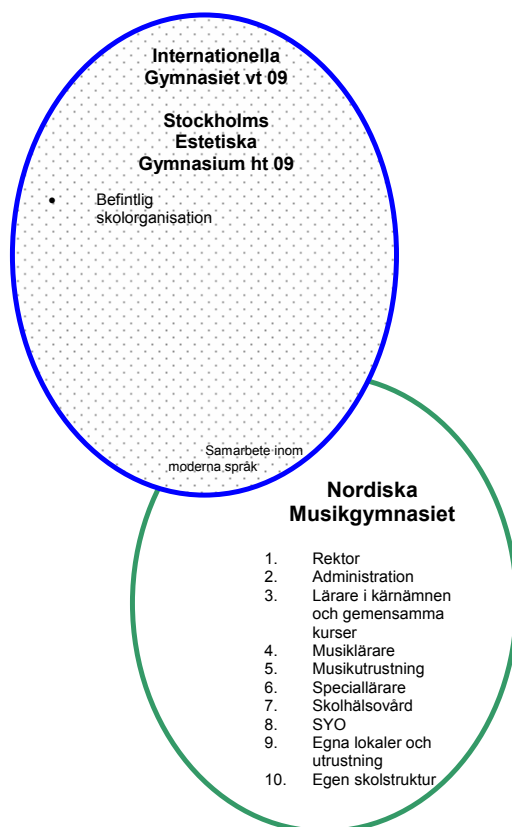 Internationella
Gymnasiet vt 09
Stockholms
Estetiska
Gymnasium ht 09
• Befintlig
skolorganisation
Samarbete inom
moderna språk
Nordiska
Musikgymnasiet
1. Rektor
2. Administration
3. Lärare i kärnämnen
och gemensamma
kurser
4. Musiklärare
5. Musikutrustning
6. Speciallärare
7. Skolhälsovård
8. SYO
9. Egna lokaler och
utrustning
10. Egen skolstruktur